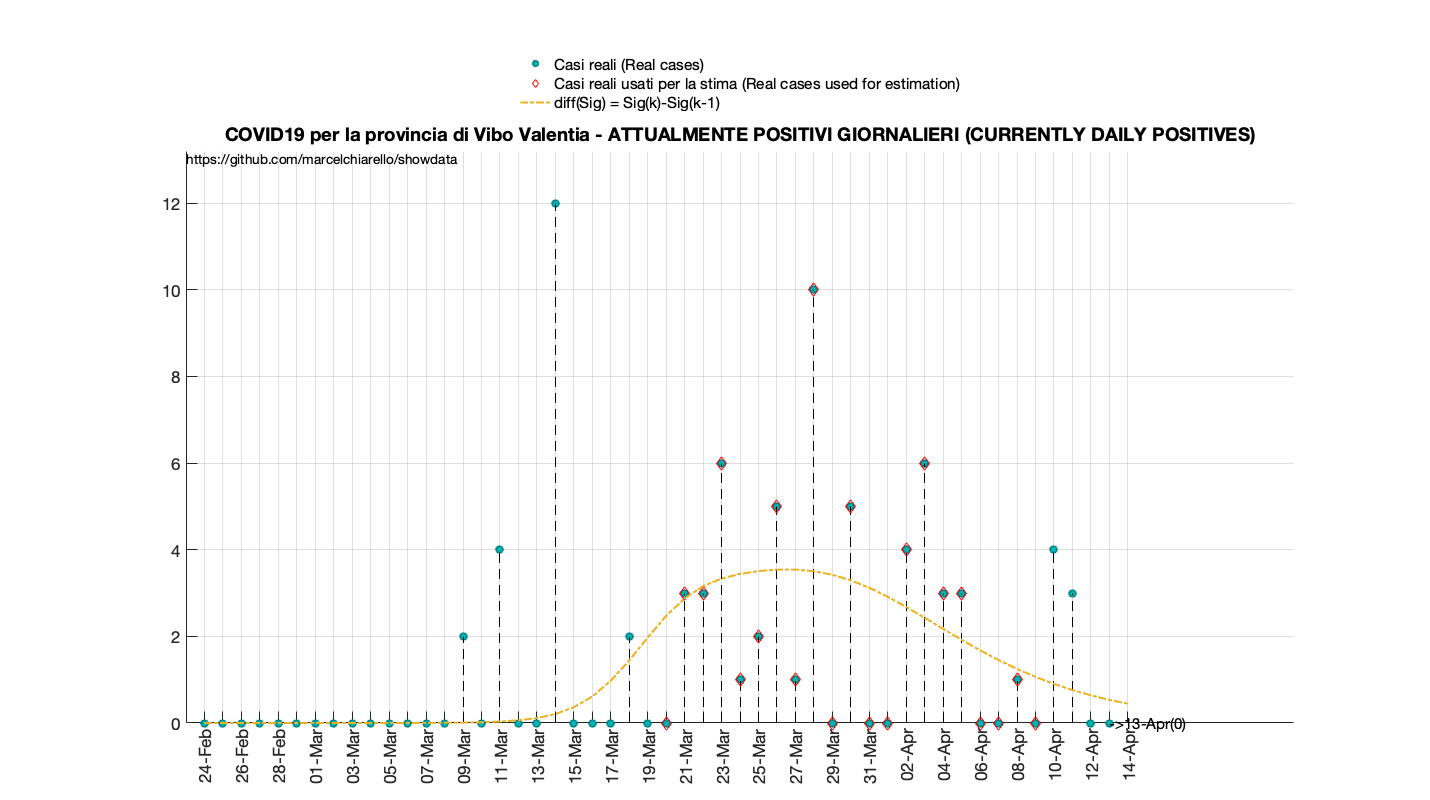 Casi reali (Real cases)
Casi reali usati per la stima (Real cases used for estimation)
diff(Sig) = Sig(k)-Sig(k-1)
COVID19 per la provincia di Vibo Valentia - ATTUALMENTE POSITIVI GIORNALIERI (CURRENTLY DAILY POSITIVES)
https://github.com/marcelchiarello/showdata
12
10
8
6
4
2
0
->13-Apr(0)
24-Feb
26-Feb
28-Feb
01-Mar
03-Mar
05-Mar
07-Mar
09-Mar
11-Mar
13-Mar
15-Mar
17-Mar
19-Mar
21-Mar
23-Mar
25-Mar
27-Mar
29-Mar
31-Mar
02-Apr
04-Apr
06-Apr
08-Apr
10-Apr
12-Apr
14-Apr